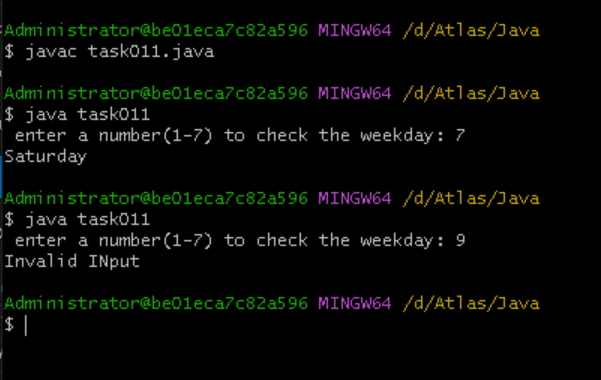 Administrator@be01eca7c82a596 MINGW64 /d/Atlas/Java
$ javac task011.java
Administrator@be01eca7c82a596 MINGW64 /d/Atlas/Java
$ java task011
enter a number(1-7) to check the weekday: 7
Saturday
Administrator@be01eca7c82a596 MINGW64 /d/Atlas/Java
$ java task011
enter a number(1-7) to check the weekday: 9
Invalid INput
Administrator@be01eca7c82a596 MINGW64 /d/Atlas/Java
$